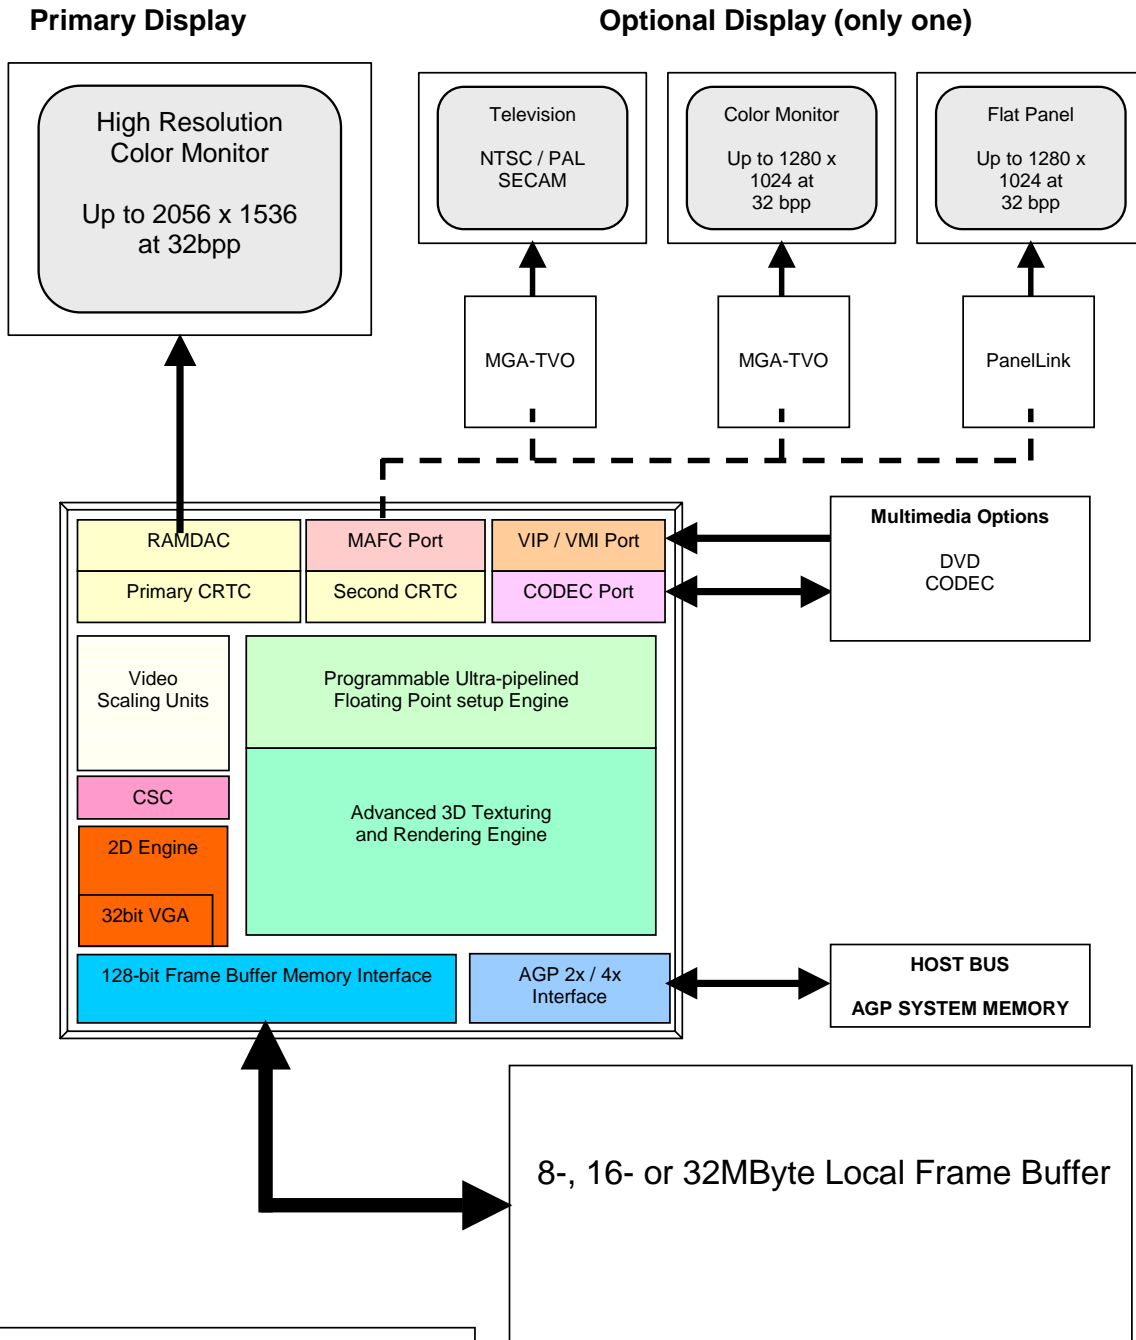 Primary Display
Optional Display (only one)
High Resolution
Color Monitor
Up to 2056 x 1536
at 32bpp
Television
NTSC / PAL
SECAM
Color Monitor
Up to 1280 x
1024 at
32 bpp
Flat Panel
Up to 1280 x
1024 at
32 bpp
MGA-TVO
MGA-TVO
PanelLink
RAMDAC
MAFC Port
VIP / VMI Port
Primary CRTC
Second CRTC
CODEC Port
Multimedia Options
DVD
CODEC
Video
Scaling Units
Programmable Ultra-pipelined
Floating Point setup Engine
CSC
Advanced 3D Texturing
and Rendering Engine
2D Engine
32bit VGA
128-bit Frame Buffer Memory Interface
AGP 2x / 4x
Interface
HOST BUS
AGP SYSTEM MEMORY
8-, 16- or 32MByte Local Frame Buffer